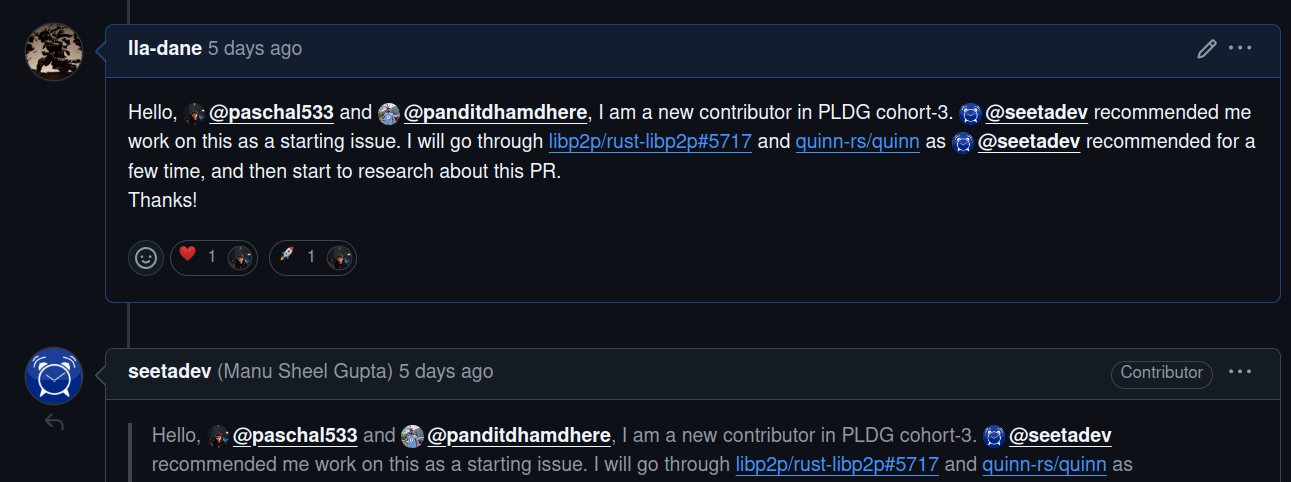 lla-dane 5 days ago
Hello, @paschal533 and @panditdhamdhere, I am a new contributor in PLDG cohort-3. @seetadev recommended me
work on this as a starting issue. I will go through libp2p/rust-libp2p#5717 and quinn-rs/quinn as @seetadev recommended for a
few time, and then start to research about this PR.
Thanks!
1 1
seetadev (Manu Sheel Gupta) 5 days ago Contributor
Hello, @paschal533 and @panditdhamdhere, I am a new contributor in PLDG cohort-3. @seetadev
recommended me work on this as a starting issue. I will go through libp2p/rust-libp2p#5717 and quinn-rs/quinn as